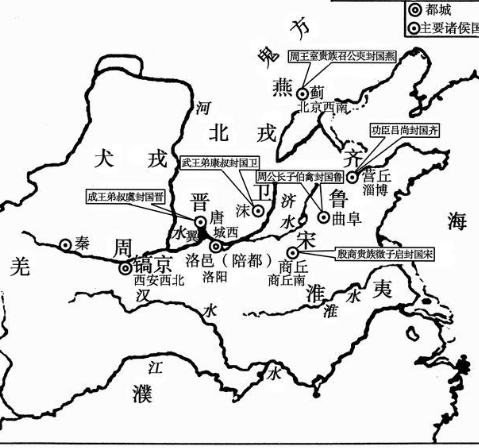 都城
主要诸侯国
鬼方
周王室贵族召公奭封国燕
燕
蓟
北京西南
河
北戎
犬戎
功臣吕尚封国齐
齐
营丘
淄博
武王弟康叔封国卫
周公长子伯禽封国鲁
卫
沬
济
水
鲁
曲阜
成王弟叔虞封国晋
晋
唐
翼城西
水
海
秦
周
镐京
西安西北
洛邑（陪都）
洛阳
宋
商丘
商丘南
殷商贵族微子启封国宋
羌
汉
水
淮
水
淮
夷
江
水
濮